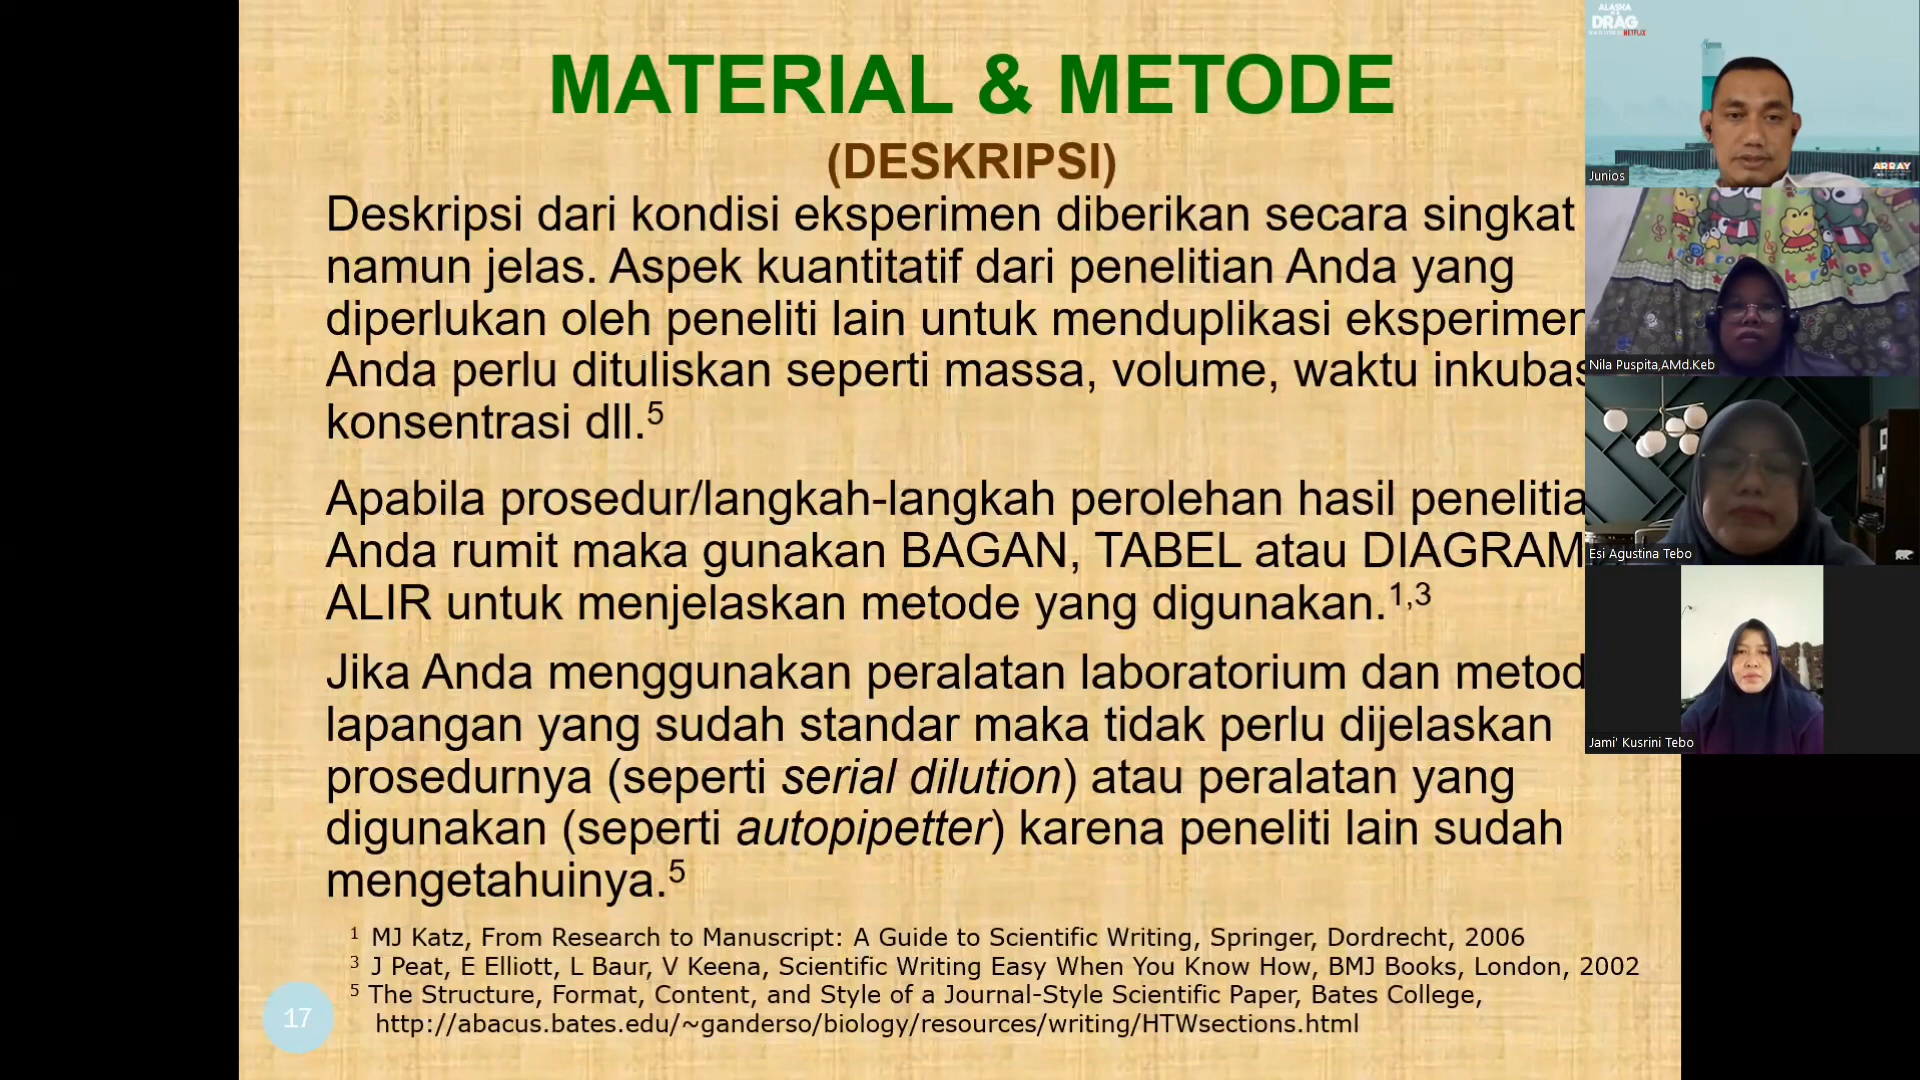 MATERIAL & METODE
(DESKRIPSI)
Deskripsi dari kondisi eksperimen diberikan secara singkat
namun jelas. Aspek kuantitatif dari penelitian Anda yang
diperlukan oleh peneliti lain untuk menduplikasi eksperimen
Anda perlu dituliskan seperti massa, volume, waktu inkubas
konsentrasi dll.⁵
Apabila prosedur/langkah-langkah perolehan hasil penelitia
Anda rumit maka gunakan BAGAN, TABEL atau DIAGRAM
ALIR untuk menjelaskan metode yang digunakan.¹,³
Jika Anda menggunakan peralatan laboratorium dan metod
lapangan yang sudah standar maka tidak perlu dijelaskan
prosedurnya (seperti serial dilution) atau peralatan yang
digunakan (seperti autopipetter) karena peneliti lain sudah
mengetahuinya.⁵
¹ MJ Katz, From Research to Manuscript: A Guide to Scientific Writing, Springer, Dordrecht, 2006
³ J Peat, E Elliott, L Baur, V Keena, Scientific Writing Easy When You Know How, BMJ Books, London, 2002
⁵ The Structure, Format, Content, and Style of a Journal-Style Scientific Paper, Bates College,
http://abacus.bates.edu/~ganderso/biology/resources/writing/HTWsections.html
17
ALASKA
IS A
DRAG
NETFLIX
ARRAY
Junios
Nila Puspita,AMd.Keb
Esi Agustina Tebo
Jami' Kusrini Tebo